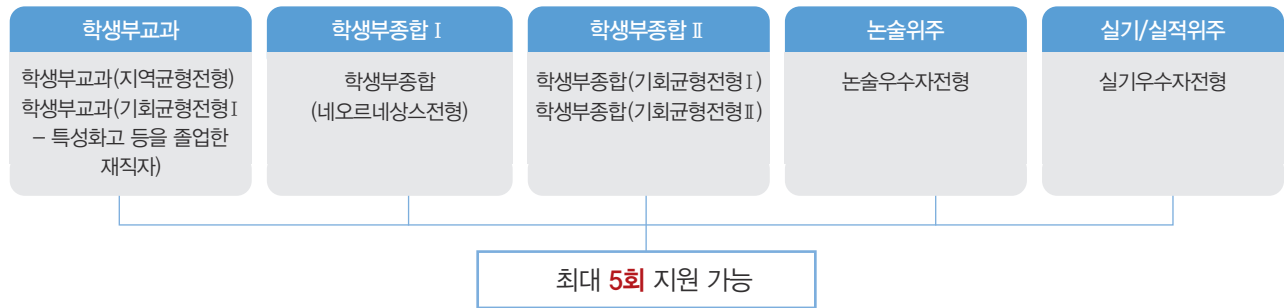 학생부교과
학생부교과(지역균형전형)
학생부교과(기회균형전형Ⅰ
– 특성화고 등을 졸업한
재직자)
학생부종합 Ⅰ
학생부종합
(네오르네상스전형)
학생부종합 Ⅱ
학생부종합(기회균형전형Ⅰ)
학생부종합(기회균형전형Ⅱ)
논술위주
논술우수자전형
실기/실적위주
실기우수자전형
최대 5회 지원 가능